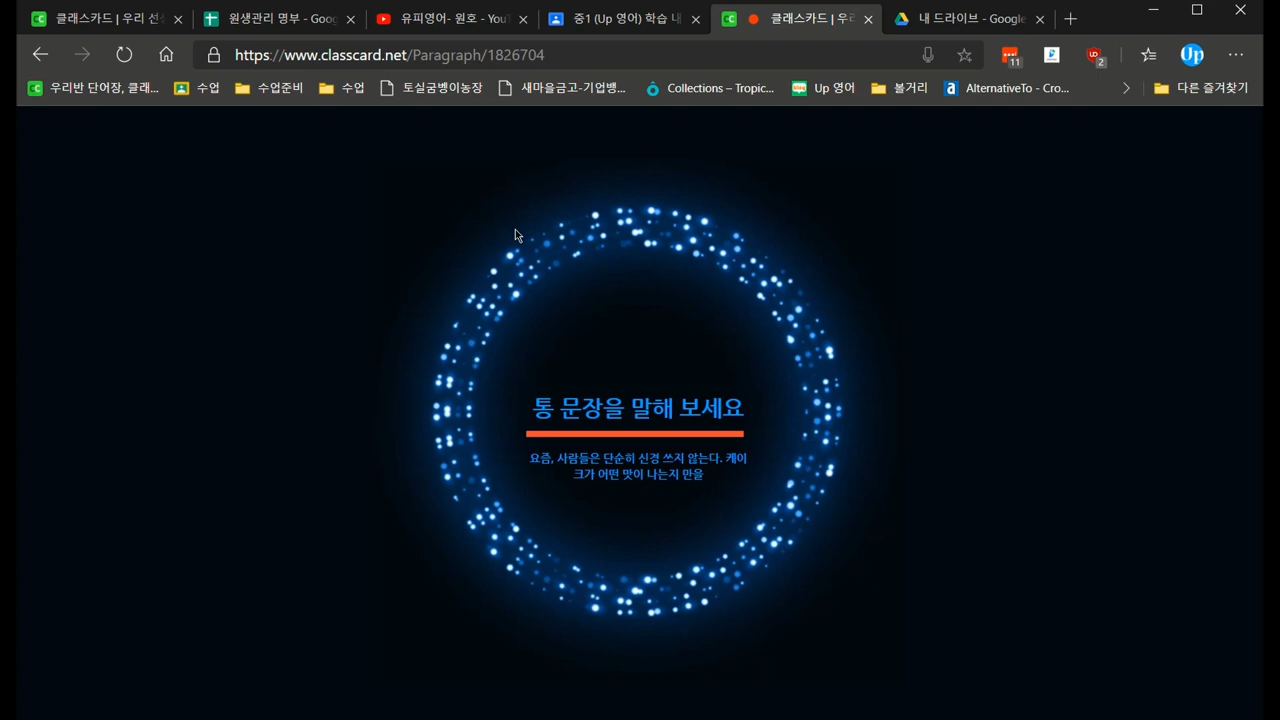 클래스카드 | 우리 선
원생관리 명부 - Goog
유피영어- 원호 - YouT
중1 (Up 영어) 학습 내
클래스카드 | 우리
내 드라이브 - Google
https://www.classcard.net/Paragraph/1826704
11
2
Up
우리반 단어장, 클래...
수업
수업준비
수업
토실굼벵이농장
새마을금고-기업뱅...
Collections – Tropic...
Up 영어
볼거리
AlternativeTo - Cro...
다른 즐겨찾기
통 문장을 말해 보세요
요즘, 사람들은 단순히 신경 쓰지 않는다. 케이
크가 어떤 맛이 나는지 만을